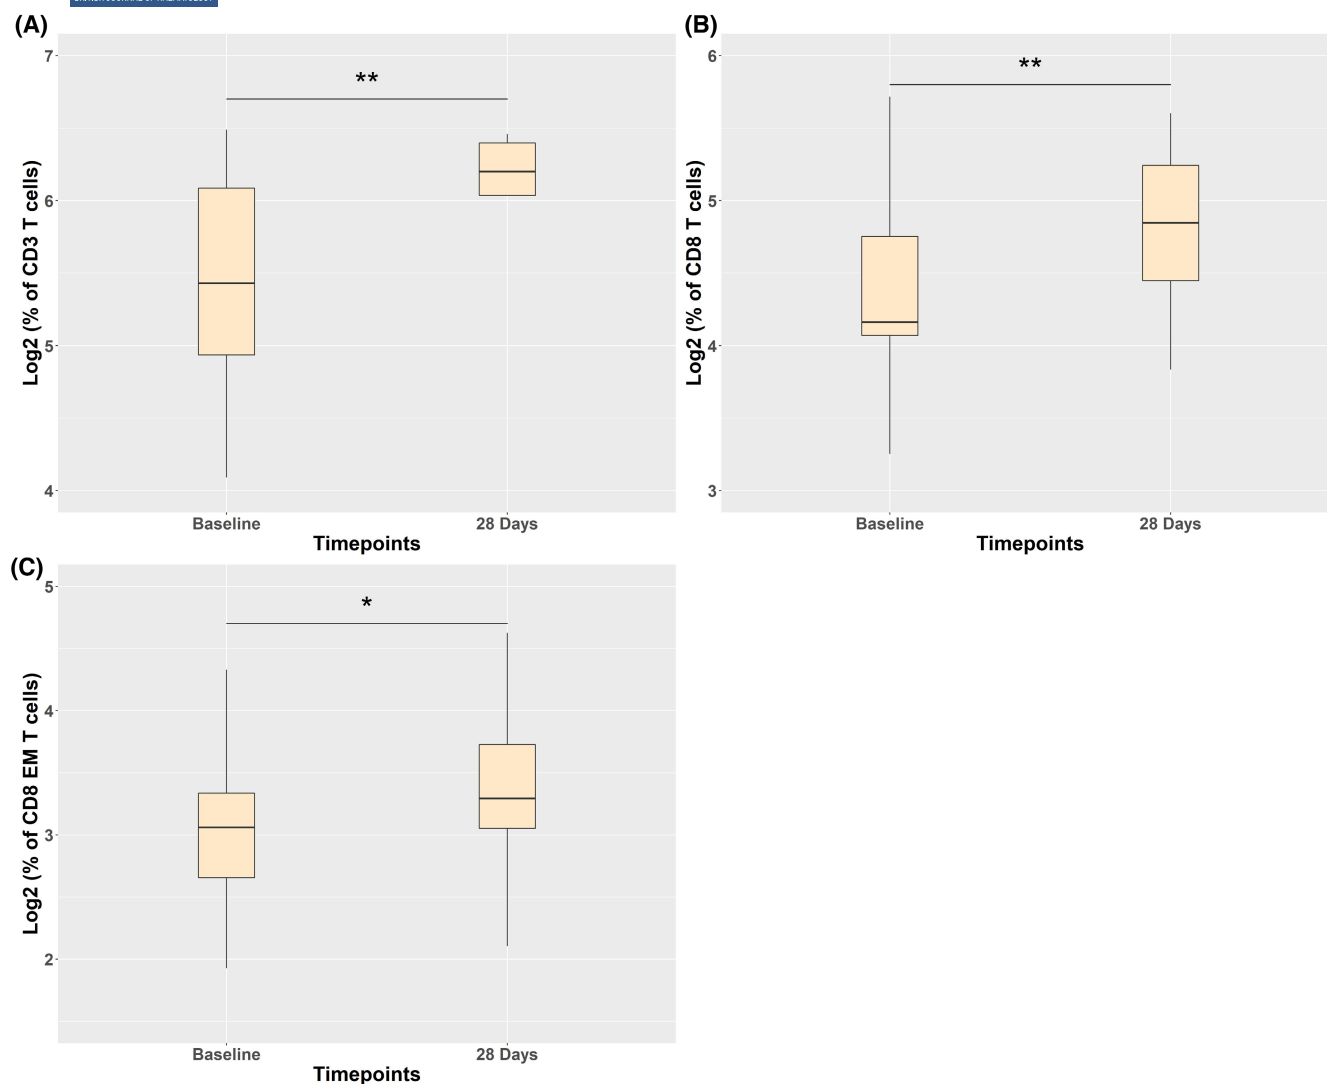 (A)
7
6
5
4
Log2 (% of CD3 T cells)
**
Baseline
28 Days
Timepoints
(B)
6
5
4
3
Log2 (% of CD8 T cells)
**
Baseline
28 Days
Timepoints
(C)
5
4
3
2
Log2 (% of CD8 EM T cells)
*
Baseline
28 Days
Timepoints